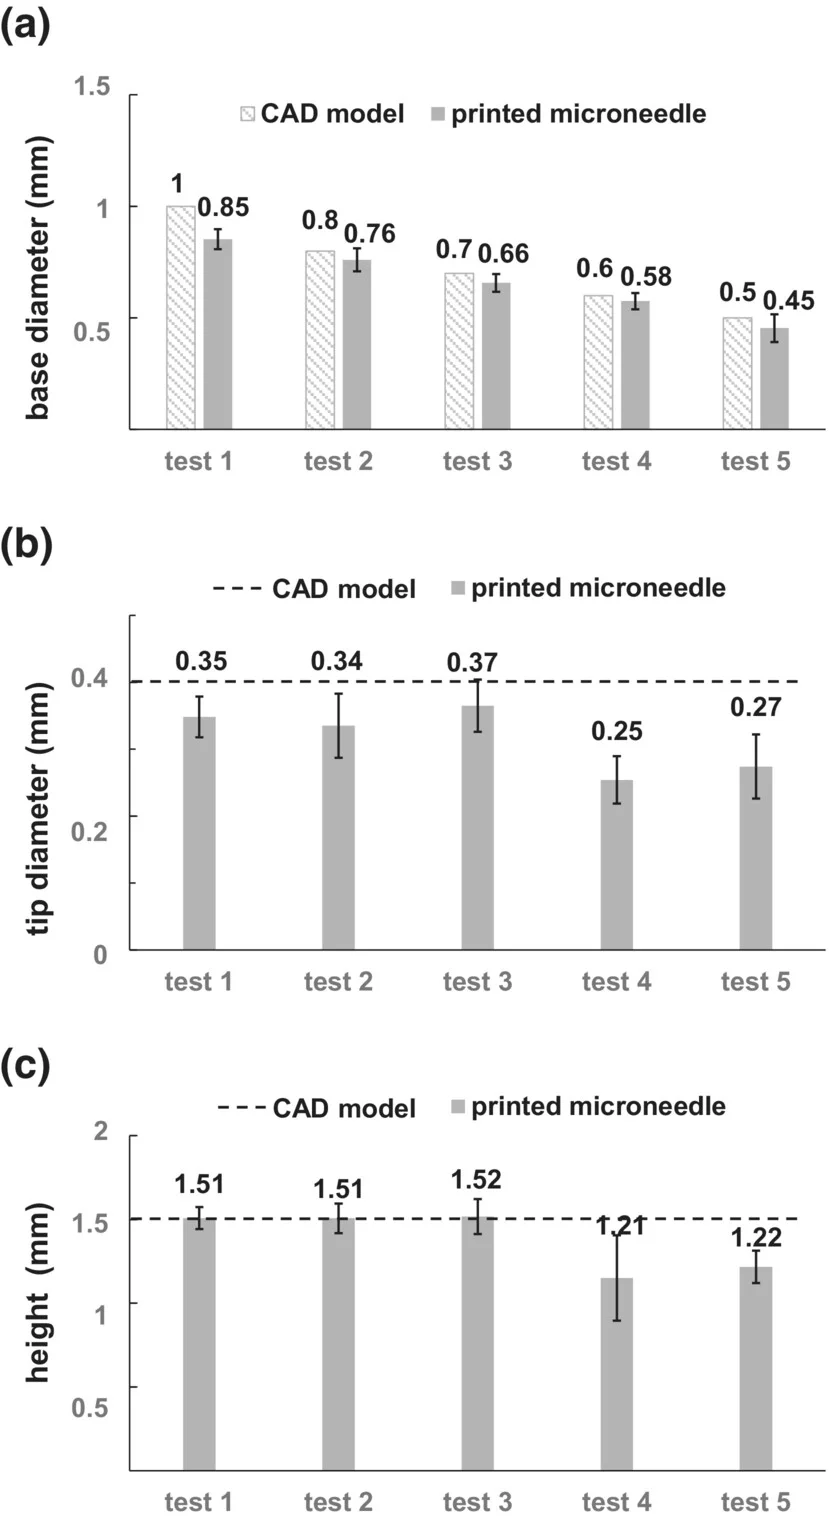 (a)
1.5
CAD model printed microneedle
1
0.85
1
0.8 0.76
0.7 0.66
0.6 0.58
0.5 0.45
0.5
base diameter (mm)
test 1 test 2 test 3 test 4 test 5
(b)
CAD model printed microneedle
0.35 0.34 0.37
0.4
0.27
0.25
0.2
0
tip diameter (mm)
test 1 test 2 test 3 test 4 test 5
(c)
CAD model printed microneedle
2
1.51 1.51 1.52
1.5
1.21 1.22
1
0.5
height (mm)
test 1 test 2 test 3 test 4 test 5